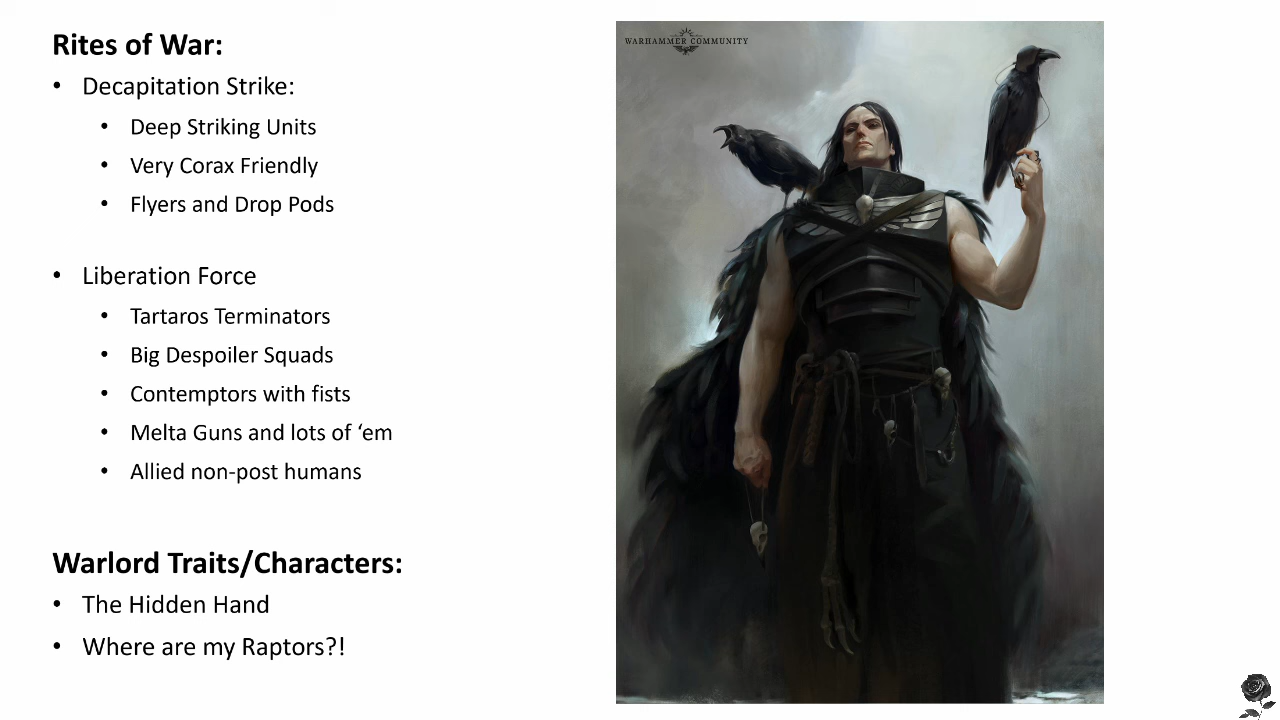 Rites of War:
• Decapitation Strike:
• Deep Striking Units
• Very Corax Friendly
• Flyers and Drop Pods
• Liberation Force
• Tartaros Terminators
• Big Despoiler Squads
• Contemptors with fists
• Melta Guns and lots of ‘em
• Allied non-post humans
Warlord Traits/Characters:
• The Hidden Hand
• Where are my Raptors?!
WARHAMMER COMMUNITY